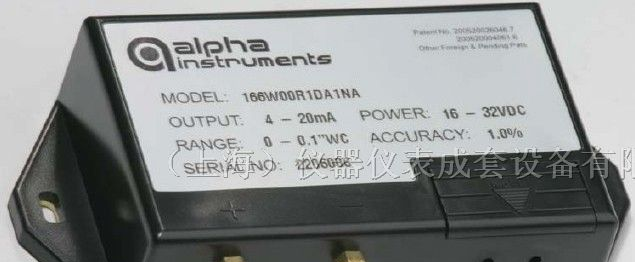 alpha
instruments
Patent No. 200520036046.7
Other Foreign & Pending Pats
MODEL: 166W00R1DA1NA
OUTPUT: 4 - 20mA POWER: 16 - 32VDC
RANGE: 0 - 0.1"WC ACCURACY: 1.0%
(上海)仪器仪表成套设备有限
SERIAL NO:
+ -